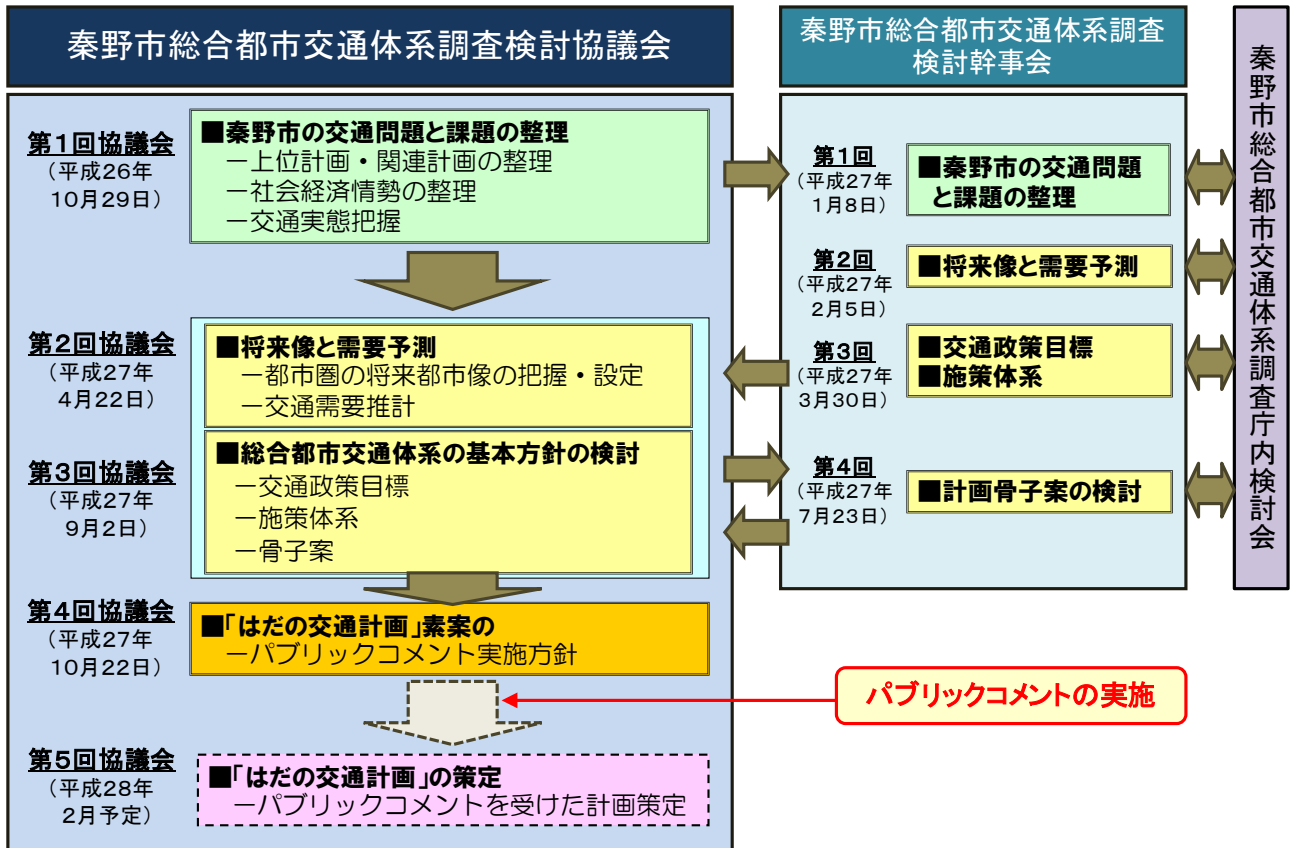 秦野市総合都市交通体系調査検討協議会
第1回協議会
（平成26年
10月29日）
■秦野市の交通問題と課題の整理
－上位計画・関連計画の整理
－社会経済情勢の整理
－交通実態把握
第2回協議会
（平成27年
4月22日）
■将来像と需要予測
－都市圏の将来都市像の把握・設定
－交通需要推計
第3回協議会
（平成27年
9月2日）
■総合都市交通体系の基本方針の検討
－交通政策目標
－施策体系
－骨子案
第4回協議会
（平成27年
10月22日）
■「はだの交通計画」素案の
－パブリックコメント実施方針
パブリックコメントの実施
第5回協議会
（平成28年
2月予定）
■「はだの交通計画」の策定
－パブリックコメントを受けた計画策定
秦野市総合都市交通体系調査
検討幹事会
第1回
（平成27年
1月8日）
■秦野市の交通問題
と課題の整理
第2回
（平成27年
2月5日）
■将来像と需要予測
第3回
（平成27年
3月30日）
■交通政策目標
■施策体系
第4回
（平成27年
7月23日）
■計画骨子案の検討
秦野市総合都市交通体系調査庁内検討会